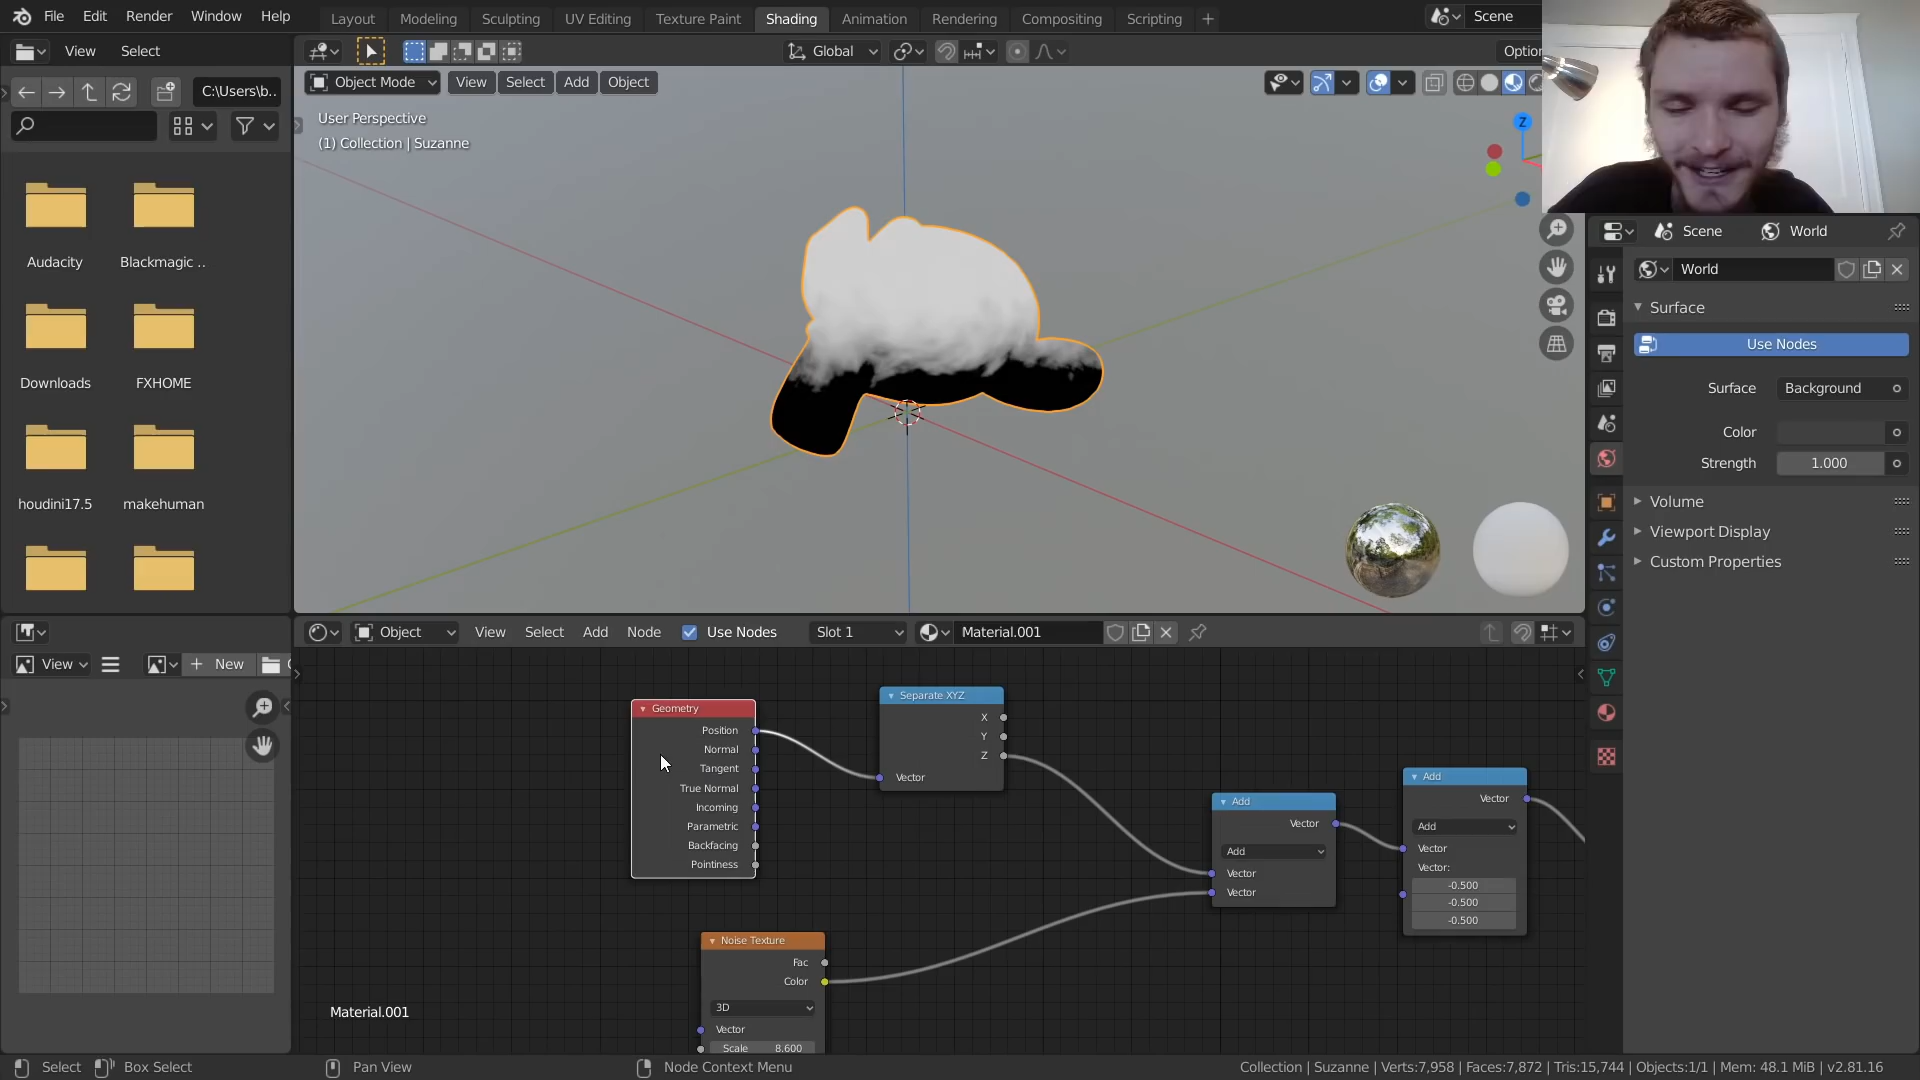 File Edit Render Window Help
Layout Modeling Sculpting UV Editing Texture Paint Shading Animation Rendering Compositing Scripting +
Scene
View Select
Global
Optio
C:\Users\b..
Object Mode View Select Add Object
User Perspective
(1) Collection | Suzanne
Z
Audacity
Blackmagic ..
Downloads
FXHOME
houdini17.5
makehuman
Scene World
World
Surface
Use Nodes
Surface Background
Color
Strength 1.000
Volume
Viewport Display
Custom Properties
Object View Select Add Node Use Nodes Slot 1 Material.001
View + New
Geometry
Position
Normal
Tangent
True Normal
Incoming
Parametric
Backfacing
Pointiness
Separate XYZ
X
Y
Z
Vector
Add
Vector
Add
Vector
Vector
Add
Vector
Add
Vector
Vector:
-0.500
-0.500
-0.500
Noise Texture
Fac
Color
3D
Vector
Scale 8.600
Material.001
Select Box Select Pan View Node Context Menu
Collection | Suzanne | Verts:7,958 | Faces:7,872 | Tris:15,744 | Objects:1/1 | Mem: 48.1 MiB | v2.81.16